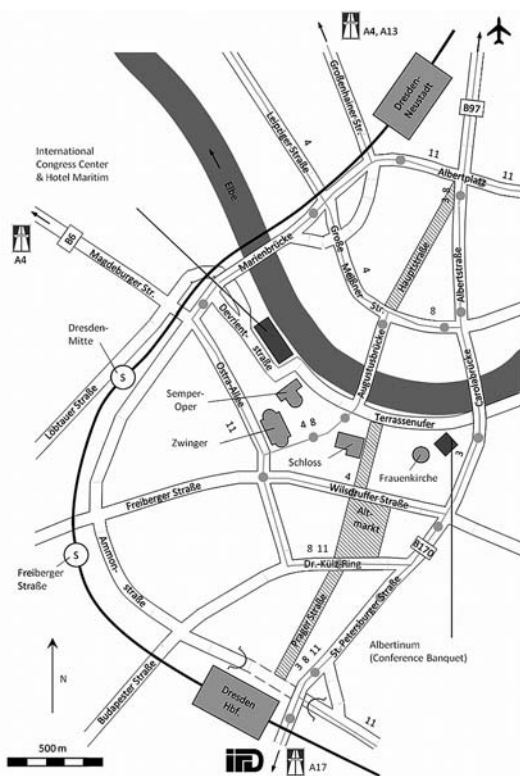 A4, A13
Großenhainer Str.
Dresden-
Neustadt
B97
Leipziger Straße
4
11
Albertplatz
11
International
Congress Center
& Hotel Maritim
Elbe
3 8
A4
B6
Magdeburger Str.
Marienbrücke
Große
Meißner
Str.
4
Hauptstraße
Albertstraße
8
Dresden-
Mitte
S
Devrient-
straße
Augustusbrücke
Carolabrücke
Löbtauer Straße
Ostra-Allee
Semper-
Oper
Terrassenufer
11
Zwinger
4 8
Schloss
Frauenkirche
3
4
Freiberger Straße
Wilsdruffer Straße
Alt-
markt
S
Freiberger
Straße
Ammon-
straße
8 11
Dr.-Külz-Ring
B170
Prager Straße
St. Petersburger Straße
3 8 11
Albertinum
(Conference Banquet)
N
Budapester Straße
Dresden
Hbf.
11
500 m
IPD
A17